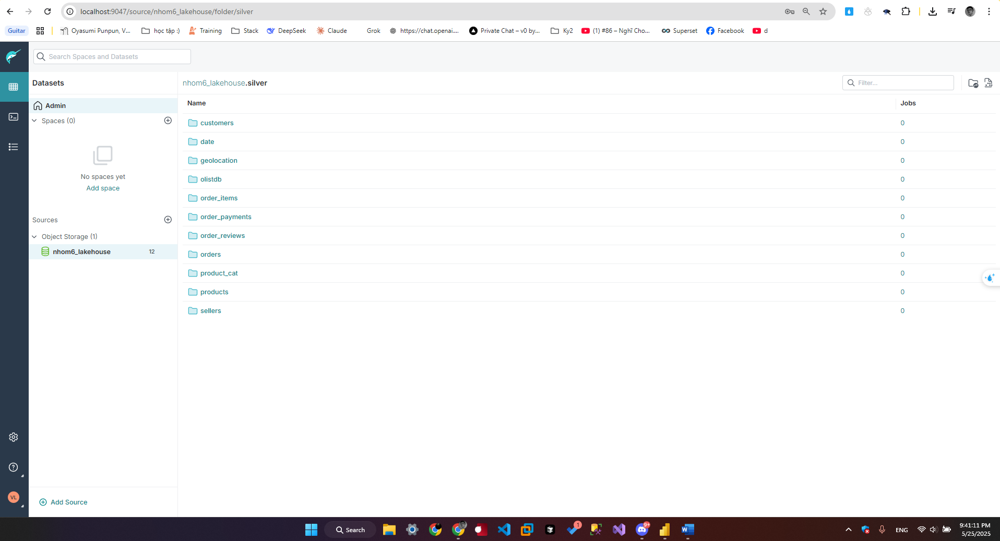 localhost:9047/source/nhom6_lakehouse/folder/silver
Guitar
Oyasumi Punpun, V...
học tập :)
Training
Stack
DeepSeek
Claude
Grok
https://chat.openai....
Private Chat – v0 by...
Ky2
(1) #86 – Nghĩ Cho...
Superset
Facebook
d
Search Spaces and Datasets
Datasets
nhom6_lakehouse.silver
Filter...
Admin
Spaces (0)
No spaces yet
Add space
Sources
Object Storage (1)
nhom6_lakehouse 12
Name Jobs
customers 0
date 0
geolocation 0
olistdb 0
order_items 0
order_payments 0
order_reviews 0
orders 0
product_cat 0
products 0
sellers 0
VL
Add Source
Search
1
9+
ENG
9:41:11 PM
5/25/2025